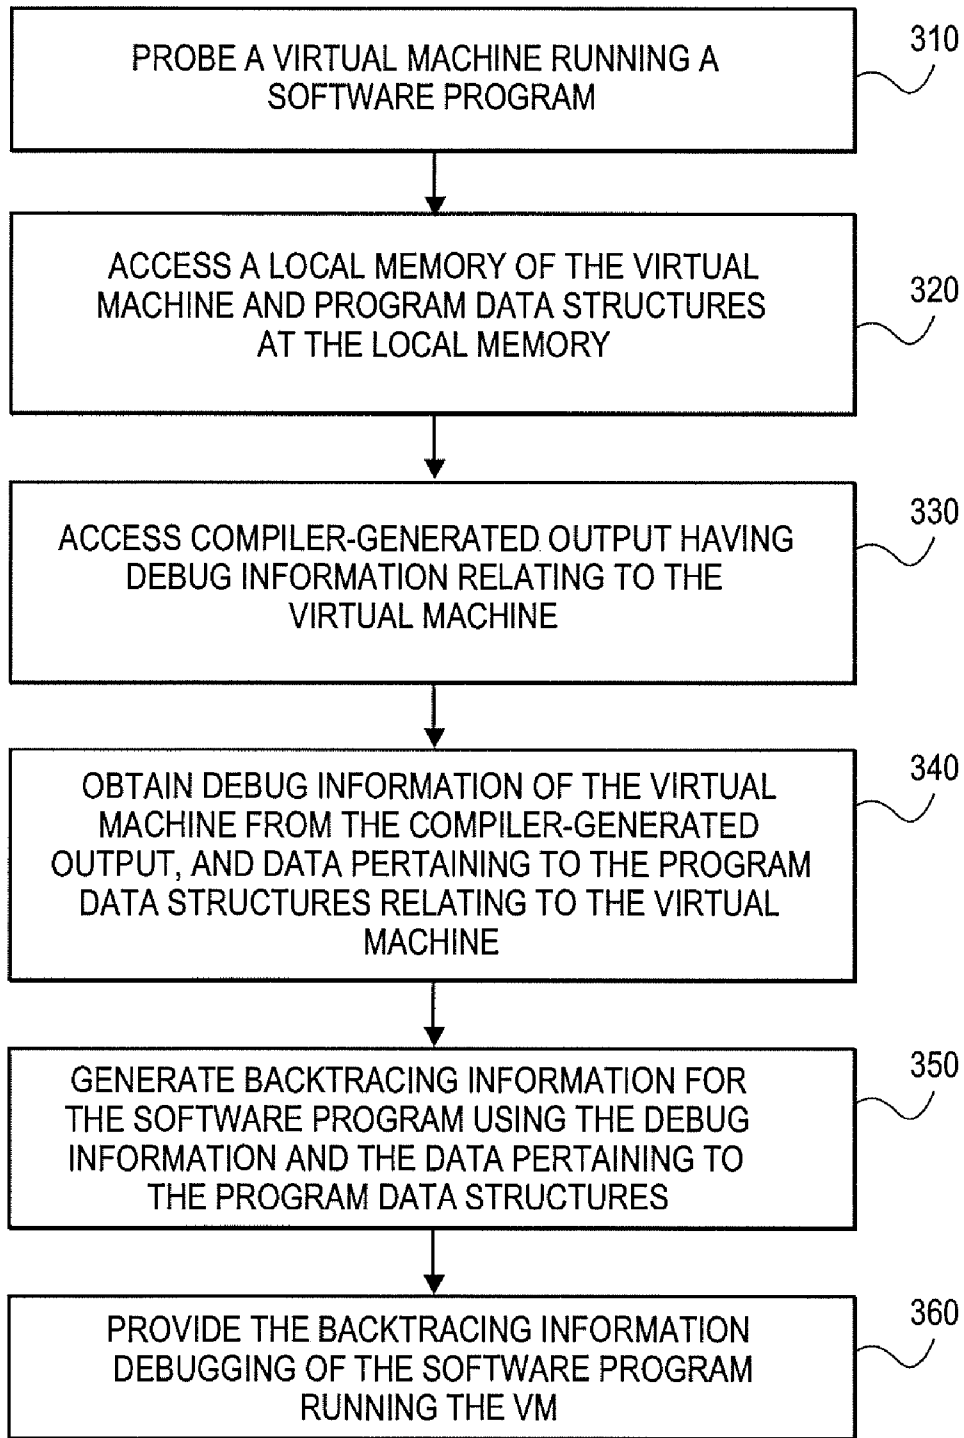 PROBE A VIRTUAL MACHINE RUNNING A
SOFTWARE PROGRAM
310
ACCESS A LOCAL MEMORY OF THE VIRTUAL
MACHINE AND PROGRAM DATA STRUCTURES
AT THE LOCAL MEMORY
320
ACCESS COMPILER-GENERATED OUTPUT HAVING
DEBUG INFORMATION RELATING TO THE
VIRTUAL MACHINE
330
OBTAIN DEBUG INFORMATION OF THE VIRTUAL
MACHINE FROM THE COMPILER-GENERATED
OUTPUT, AND DATA PERTAINING TO THE PROGRAM
DATA STRUCTURES RELATING TO THE VIRTUAL
MACHINE
340
GENERATE BACKTRACING INFORMATION FOR
THE SOFTWARE PROGRAM USING THE DEBUG
INFORMATION AND THE DATA PERTAINING TO
THE PROGRAM DATA STRUCTURES
350
PROVIDE THE BACKTRACING INFORMATION
DEBUGGING OF THE SOFTWARE PROGRAM
RUNNING THE VM
360